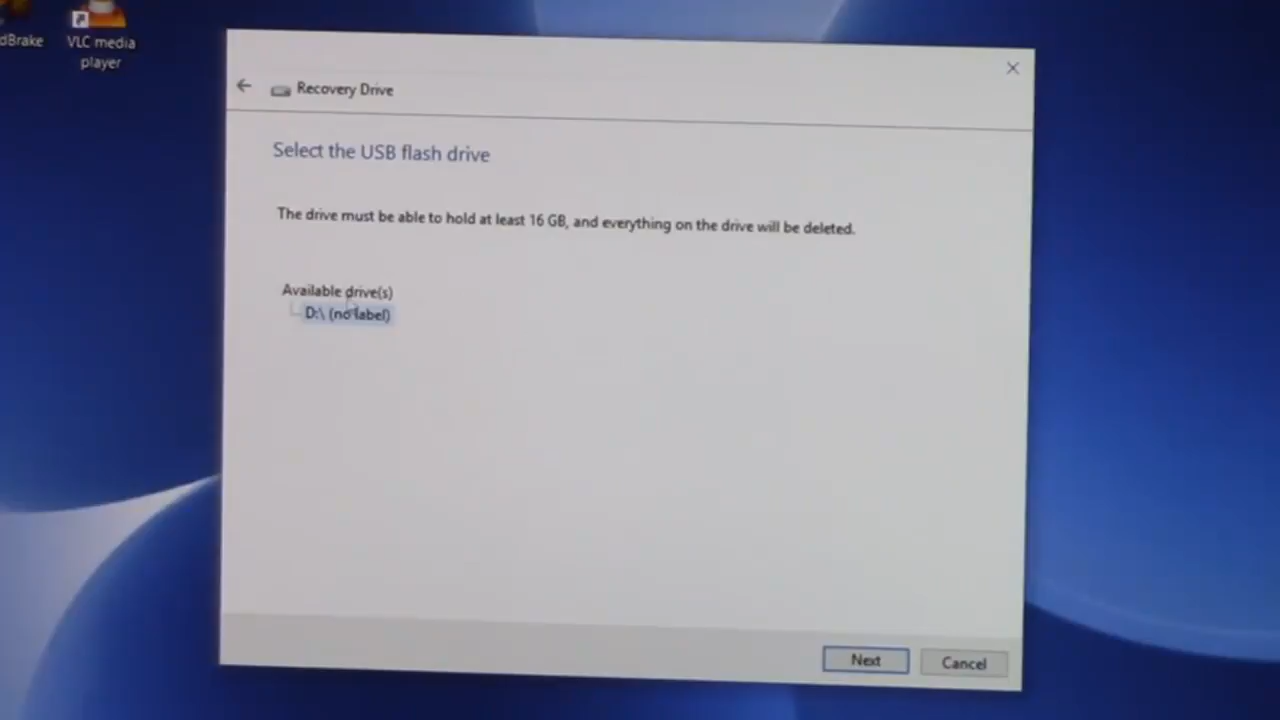 dBrake
VLC media
player
Recovery Drive
Select the USB flash drive
The drive must be able to hold at least 16 GB, and everything on the drive will be deleted.
Available drive(s)
D:\ (no label)
Next
Cancel